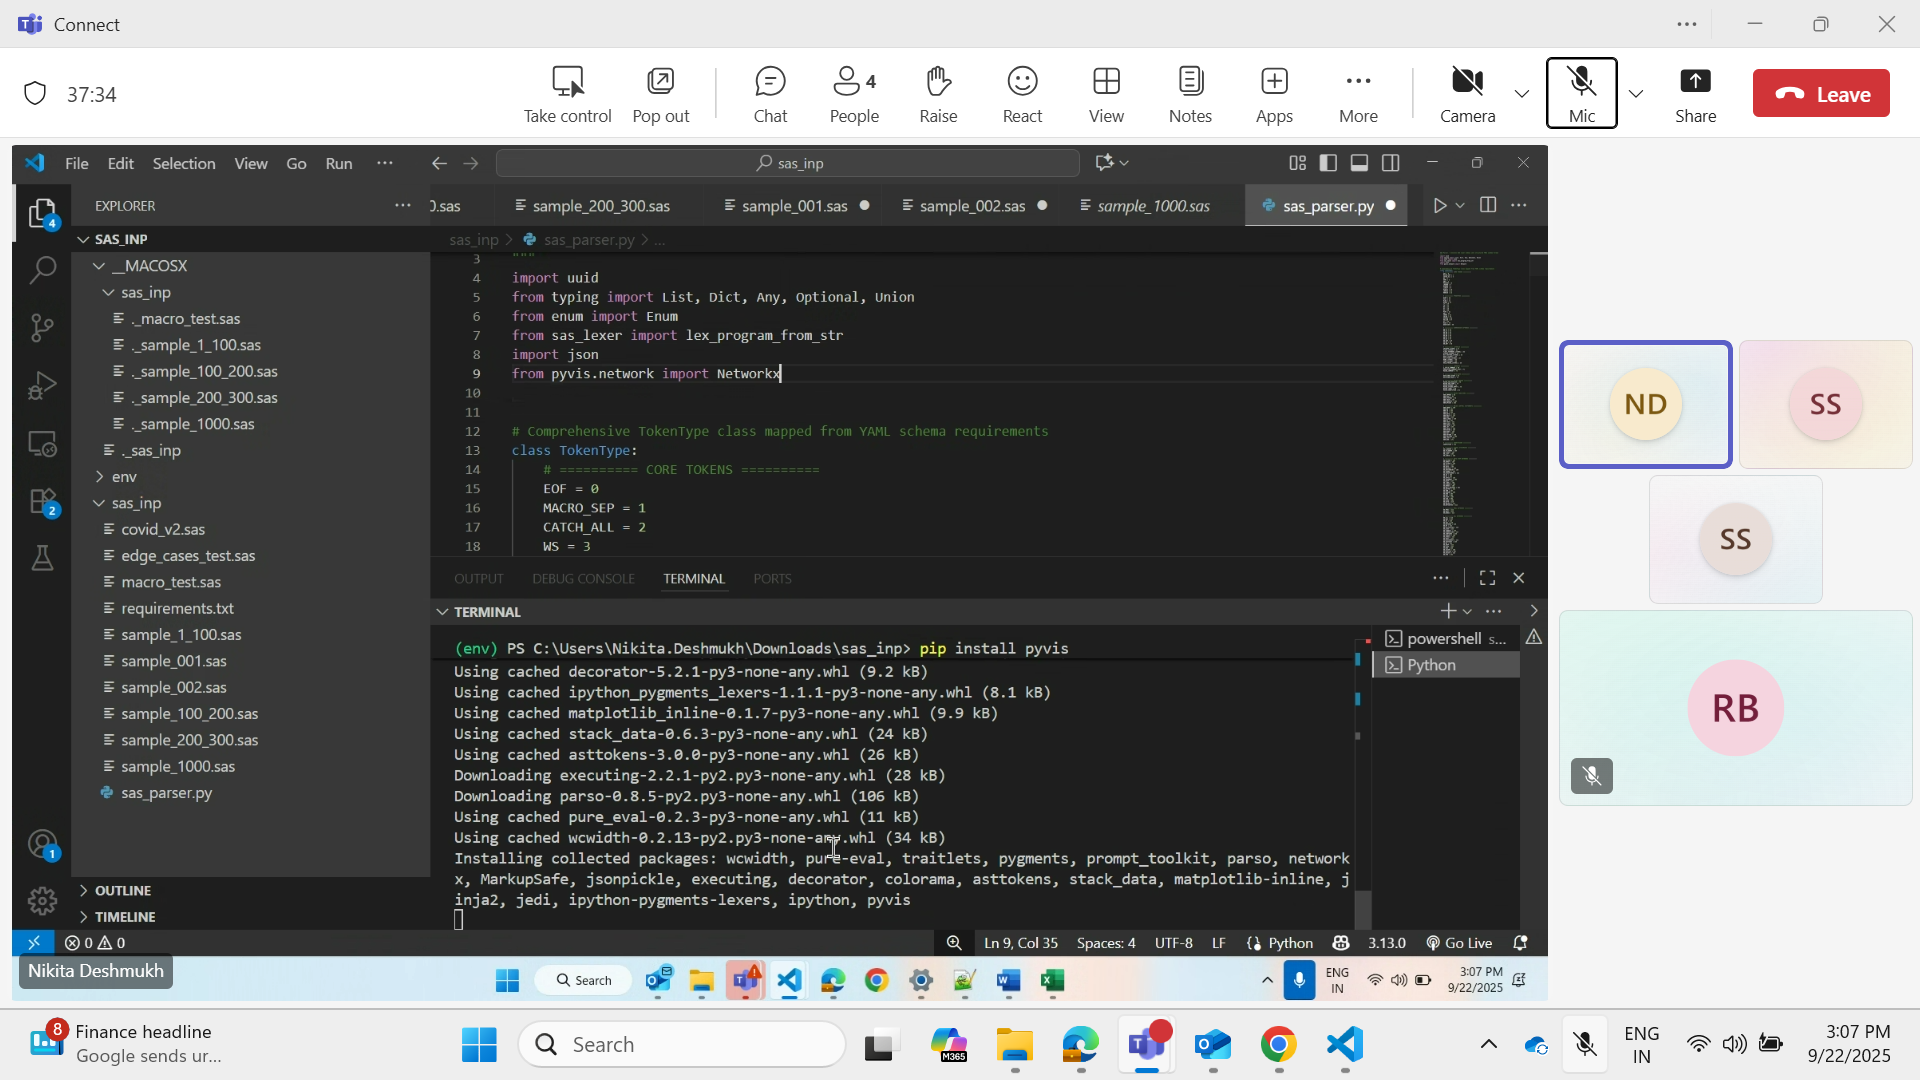 Connect
37:34
Take control
Pop out
Chat
4
People
Raise
React
View
Notes
Apps
More
Camera
Mic
Share
Leave
File Edit Selection View Go Run
sas_inp
4
EXPLORER
SAS_INP
__MACOSX
sas_inp
._macro_test.sas
._sample_1_100.sas
._sample_100_200.sas
._sample_200_300.sas
._sample_1000.sas
._sas_inp
env
sas_inp
covid_v2.sas
edge_cases_test.sas
macro_test.sas
requirements.txt
sample_1_100.sas
sample_001.sas
sample_002.sas
sample_100_200.sas
sample_200_300.sas
sample_1000.sas
sas_parser.py
OUTLINE
TIMELINE
2
1
0.sas
sample_200_300.sas
sample_001.sas
sample_002.sas
sample_1000.sas
sas_parser.py
sas_inp > sas_parser.py > ...
3 """
4 import uuid
5 from typing import List, Dict, Any, Optional, Union
6 from enum import Enum
7 from sas_lexer import lex_program_from_str
8 import json
9 from pyvis.network import Networkx
10
11
12 # Comprehensive TokenType class mapped from YAML schema requirements
13 class TokenType:
14 # ========== CORE TOKENS ==========
15 EOF = 0
16 MACRO_SEP = 1
17 CATCH_ALL = 2
18 WS = 3
OUTPUT DEBUG CONSOLE TERMINAL PORTS
TERMINAL
(env) PS C:\Users\Nikita.Deshmukh\Downloads\sas_inp> pip install pyvis
Using cached decorator-5.2.1-py3-none-any.whl (9.2 kB)
Using cached ipython_pygments_lexers-1.1.1-py3-none-any.whl (8.1 kB)
Using cached matplotlib_inline-0.1.7-py3-none-any.whl (9.9 kB)
Using cached stack_data-0.6.3-py3-none-any.whl (24 kB)
Using cached asttokens-3.0.0-py3-none-any.whl (26 kB)
Downloading executing-2.2.1-py2.py3-none-any.whl (28 kB)
Downloading parso-0.8.5-py2.py3-none-any.whl (106 kB)
Using cached pure_eval-0.2.3-py3-none-any.whl (11 kB)
Using cached wcwidth-0.2.13-py2.py3-none-any.whl (34 kB)
Installing collected packages: wcwidth, pure-eval, traitlets, pygments, prompt_toolkit, parso, network
x, MarkupSafe, jsonpickle, executing, decorator, colorama, asttokens, stack_data, matplotlib-inline, j
inja2, jedi, ipython-pygments-lexers, ipython, pyvis
powershell s...
Python
0 0
Ln 9, Col 35 Spaces: 4 UTF-8 LF Python 3.13.0 Go Live
Nikita Deshmukh
Search
ENG
IN
3:07 PM
9/22/2025
ND
SS
SS
RB
8
Finance headline
Google sends ur...
Search
M365
ENG
IN
3:07 PM
9/22/2025